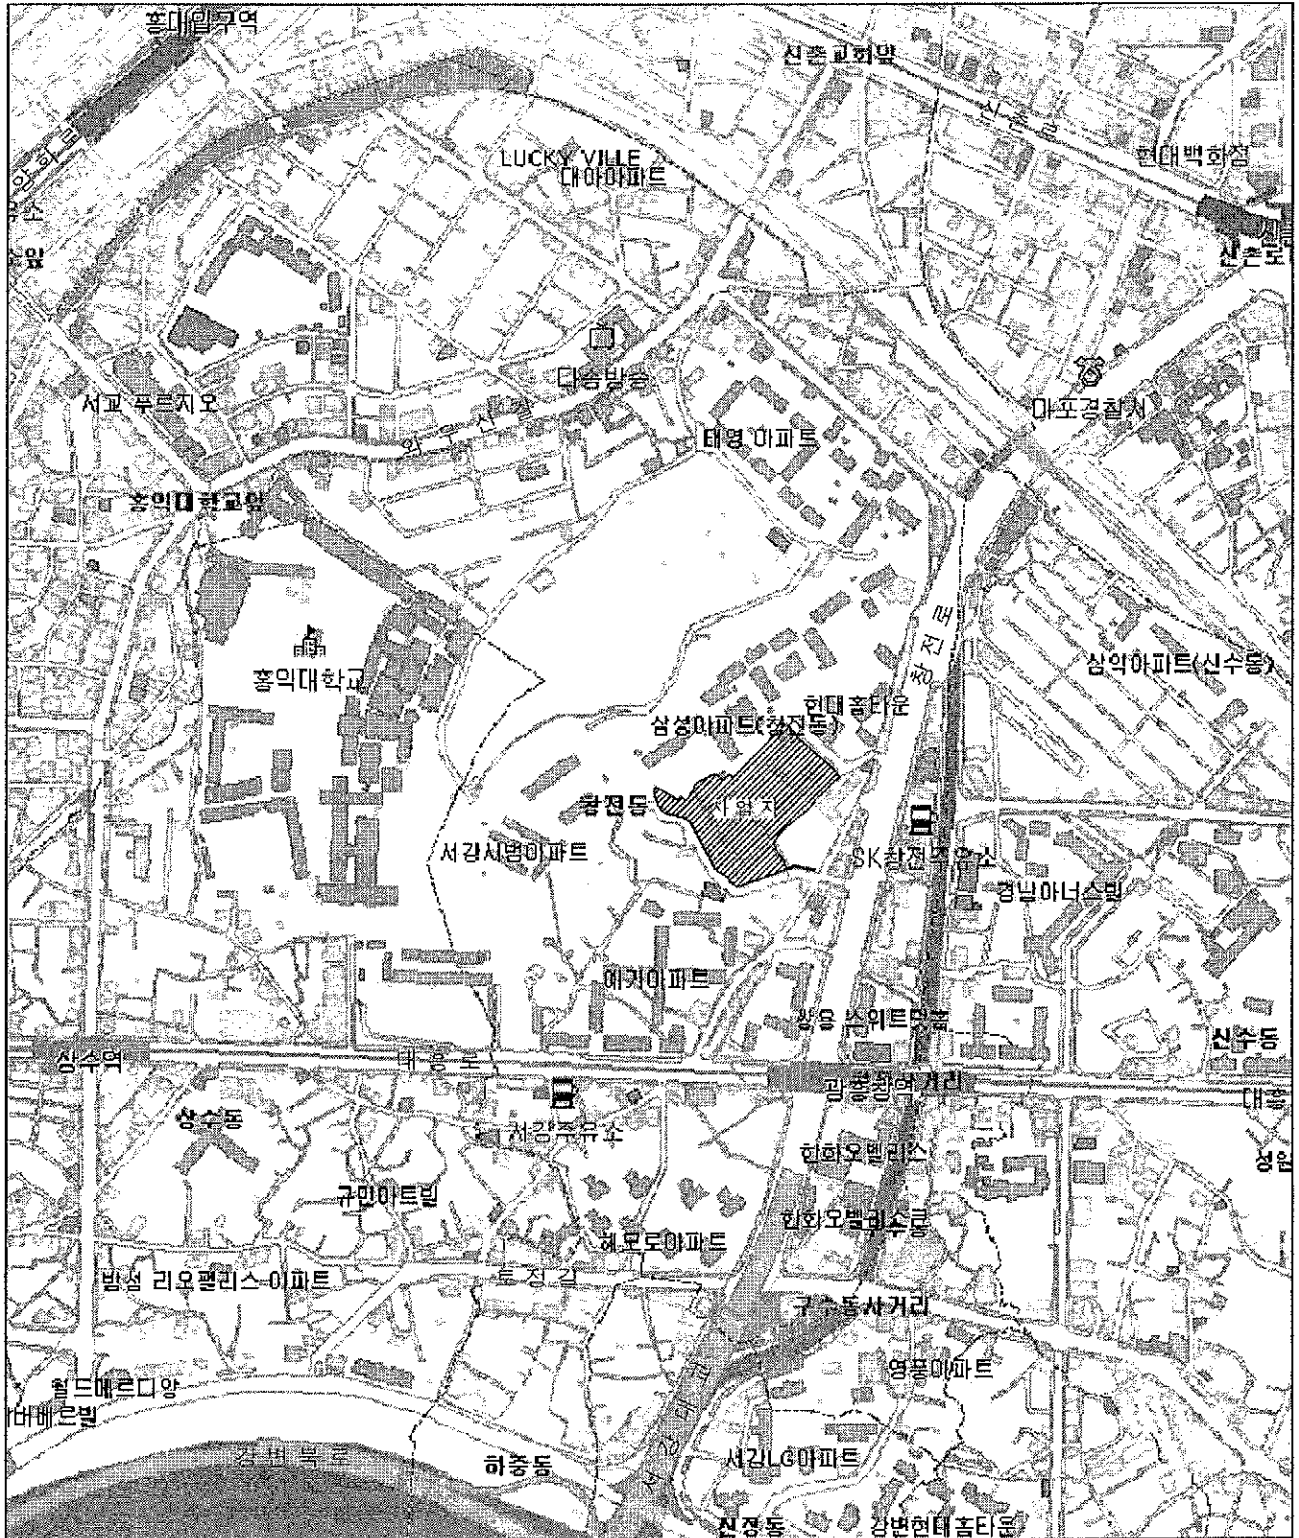 홍대입구역
신촌교회앞
신촌로
현대백화점
LUCKY VILLE
대아아파트
신촌로
다솜방송
마포경찰서
서교 푸르지오
와우산길
태영 아파트
홍익대학교앞
창전로
삼익아파트(신수동)
홍익대학교
현대홈타운
삼성아파트(창전동)
창전동
사업지
서강시범아파트
SK창전주유소
경남아너스빌
예가아파트
쌍용 스위트닷홈
신수동
상수역
대흥로
광흥창역
거리
상수동
서강주유소
한화오벨리스
규민아트빌
한화오벨리스크
토정길
밤섬 리오팰리스 아파트
구수동사거리
영풍아파트
월드메르디앙
강변북로
하중동
서강대교
서강LG아파트
신정동
강변현대홈타운